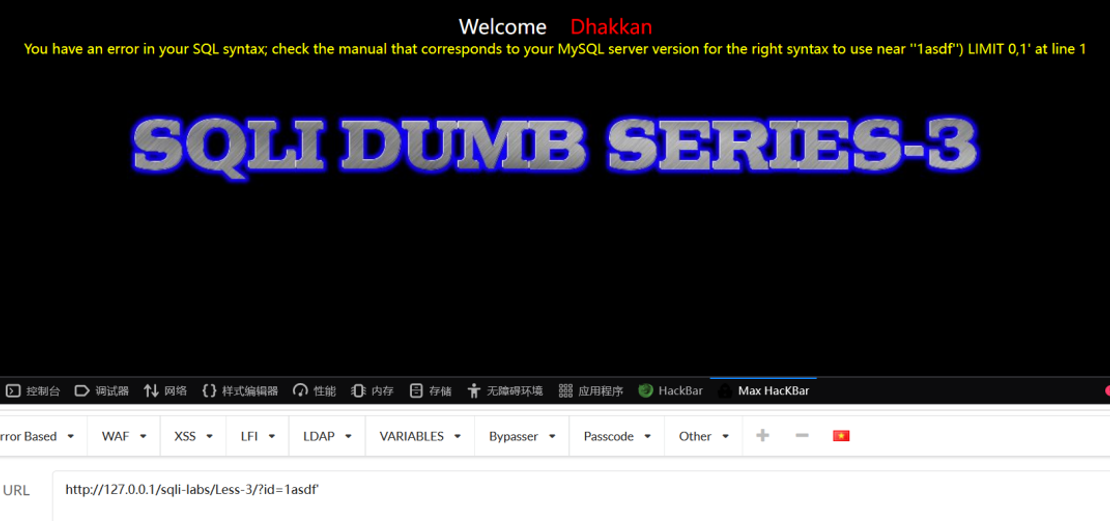 Welcome Dhakkan
You have an error in your SQL syntax; check the manual that corresponds to your MySQL server version for the right syntax to use near ''1asdf'') LIMIT 0,1' at line 1
SQLI DUMB SERIES-3
控制台 调试器 网络 样式编辑器 性能 内存 存储 无障碍环境 应用程序 HackBar Max HacKBar
rror Based WAF XSS LFI LDAP VARIABLES Bypasser Passcode Other
URL http://127.0.0.1/sqli-labs/Less-3/?id=1asdf'